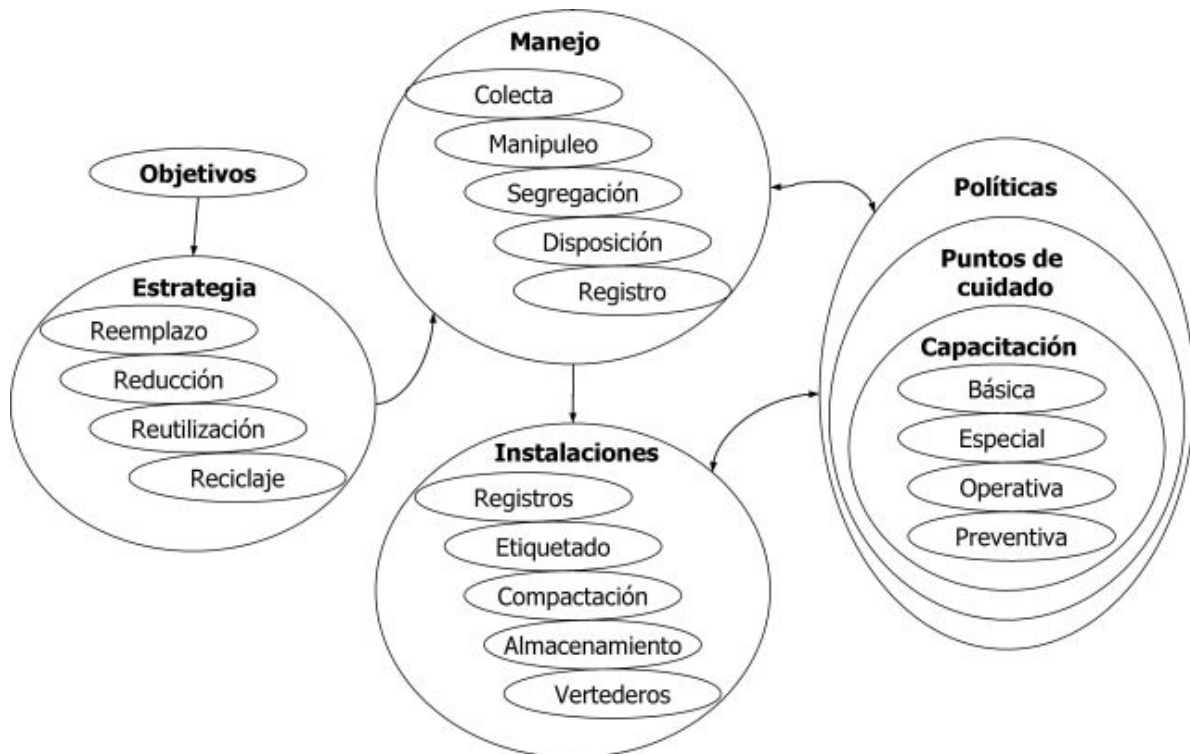 Objetivos
Estrategia
Reemplazo
Reducción
Reutilización
Reciclaje
Manejo
Colecta
Manipuleo
Segregación
Disposición
Registro
Instalaciones
Registros
Etiquetado
Compactación
Almacenamiento
Vertederos
Políticas
Puntos de
cuidado
Capacitación
Básica
Especial
Operativa
Preventiva